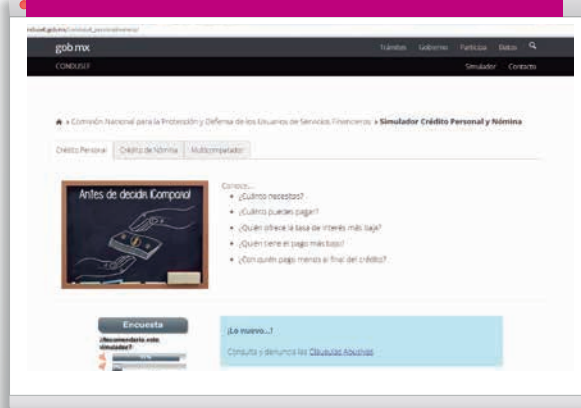 gob mx
Trámites Gobierno Participa Datos
CONDUSEF
Simulador Contacto
Comisión Nacional para la Protección y Defensa de los Usuarios de Servicios Financieros › Simulador Crédito Personal y Nómina
Crédito Personal Crédito de Nómina Multicomparador
Antes de decidir ¡Compara!
Conoce...
¿Cuánto necesitas?
¿Cuánto puedes pagar?
¿Quién ofrece la tasa de interés más baja?
¿Quién tiene el pago más bajo?
¿Con quién pago menos al final del crédito?
Encuesta
¿Recomendaría este
simulador?
¡Lo nuevo...!
Consulta y denuncia las Cláusulas Abusivas